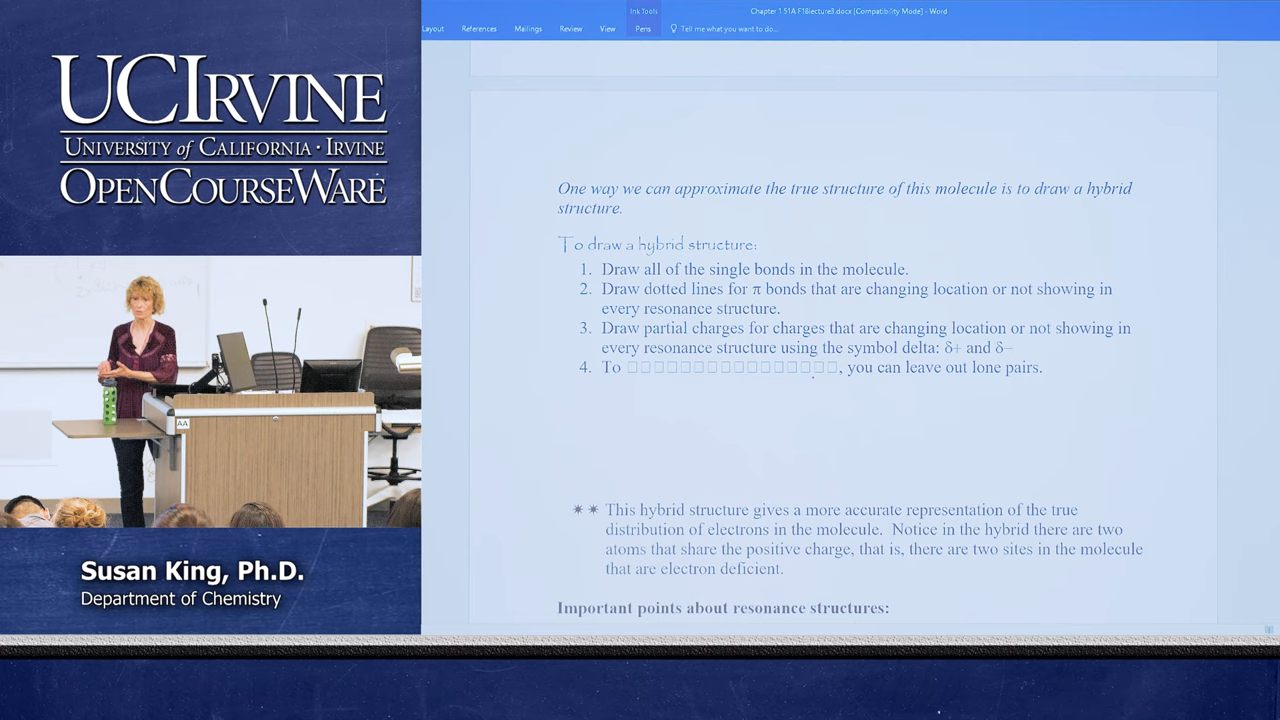 UCIRVINE
UNIVERSITY of CALIFORNIA · IRVINE
OPENCOURSEWARE
Ink Tools
Chapter 1 51A F18lecture3.docx [Compatibility Mode] - Word
Layout References Mailings Review View Pens Tell me what you want to do...
One way we can approximate the true structure of this molecule is to draw a hybrid
structure.
To draw a hybrid structure:
1. Draw all of the single bonds in the molecule.
2. Draw dotted lines for π bonds that are changing location or not showing in
every resonance structure.
3. Draw partial charges for charges that are changing location or not showing in
every resonance structure using the symbol delta: δ+ and δ−
4. To □□□□□□□□□□□□□□□□, you can leave out lone pairs.
✷✷ This hybrid structure gives a more accurate representation of the true
distribution of electrons in the molecule. Notice in the hybrid there are two
atoms that share the positive charge, that is, there are two sites in the molecule
that are electron deficient.
Important points about resonance structures:
AA
Susan King, Ph.D.
Department of Chemistry